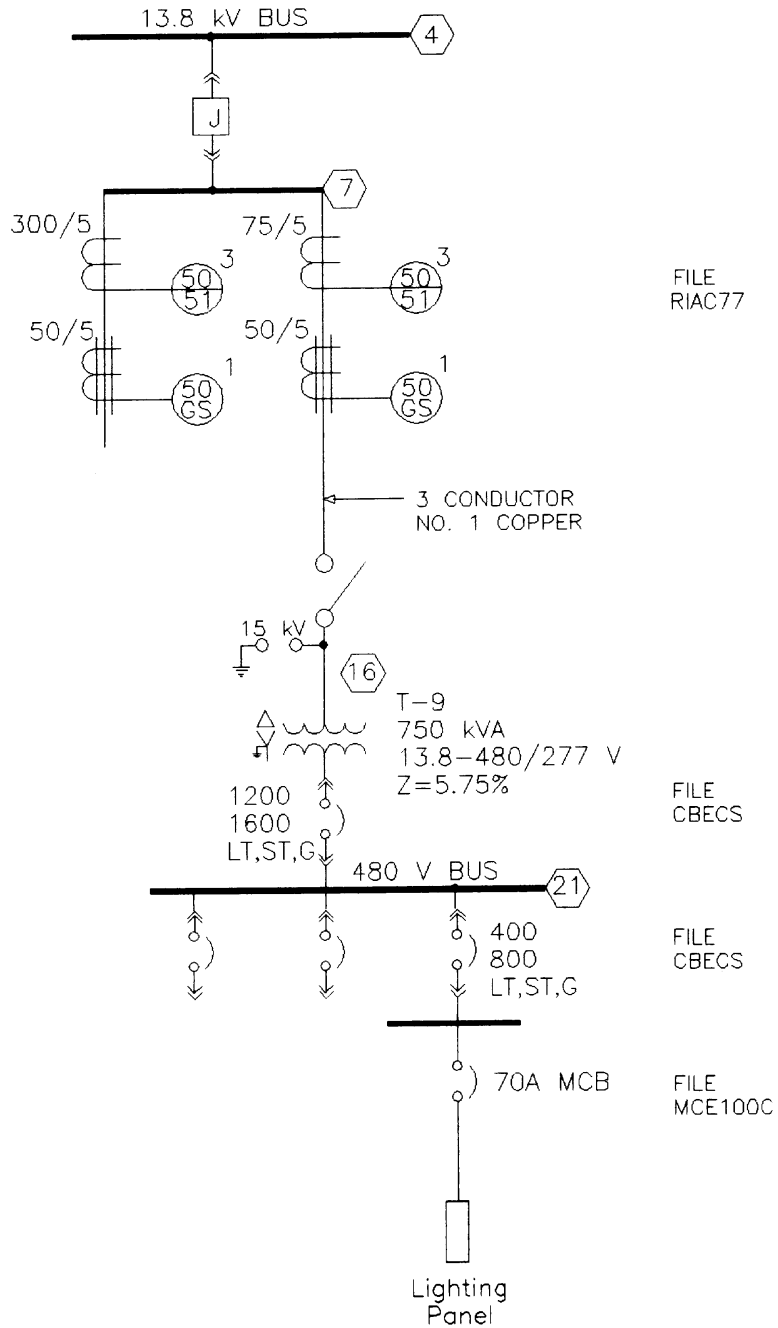 13.8 kV BUS
4
J
7
300/5
75/5
3
50
51
3
50
51
FILE
RIAC77
50/5
50/5
1
50
GS
1
50
GS
3 CONDUCTOR
NO. 1 COPPER
15 kV
16
T-9
750 kVA
13.8-480/277 V
Z=5.75%
1200
1600
LT,ST,G
FILE
CBECS
480 V BUS
21
400
800
LT,ST,G
FILE
CBECS
70A MCB
FILE
MCE100C
Lighting
Panel